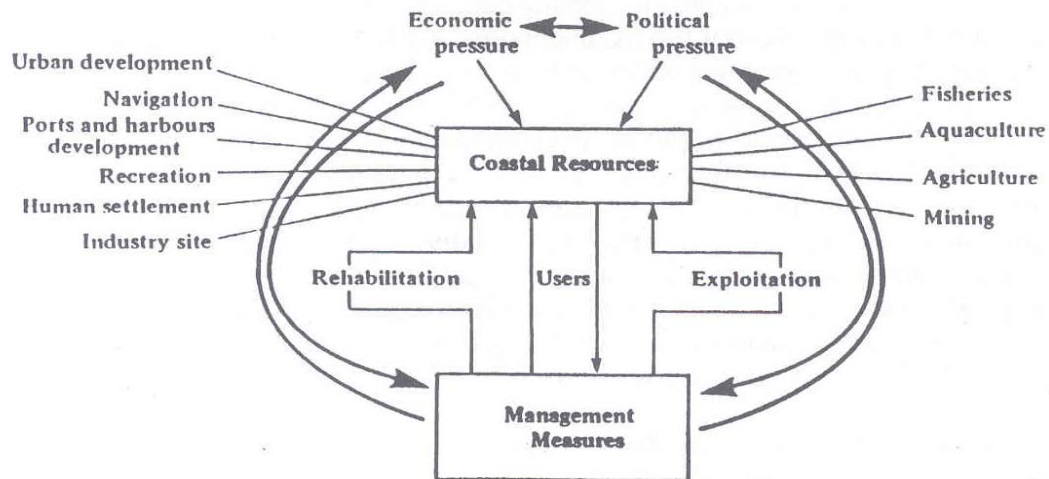 Economic
pressure
Political
pressure
Urban development
Navigation
Ports and harbours
development
Recreation
Human settlement
Industry site
Coastal Resources
Fisheries
Aquaculture
Agriculture
Mining
Rehabilitation
Users
Exploitation
Management
Measures